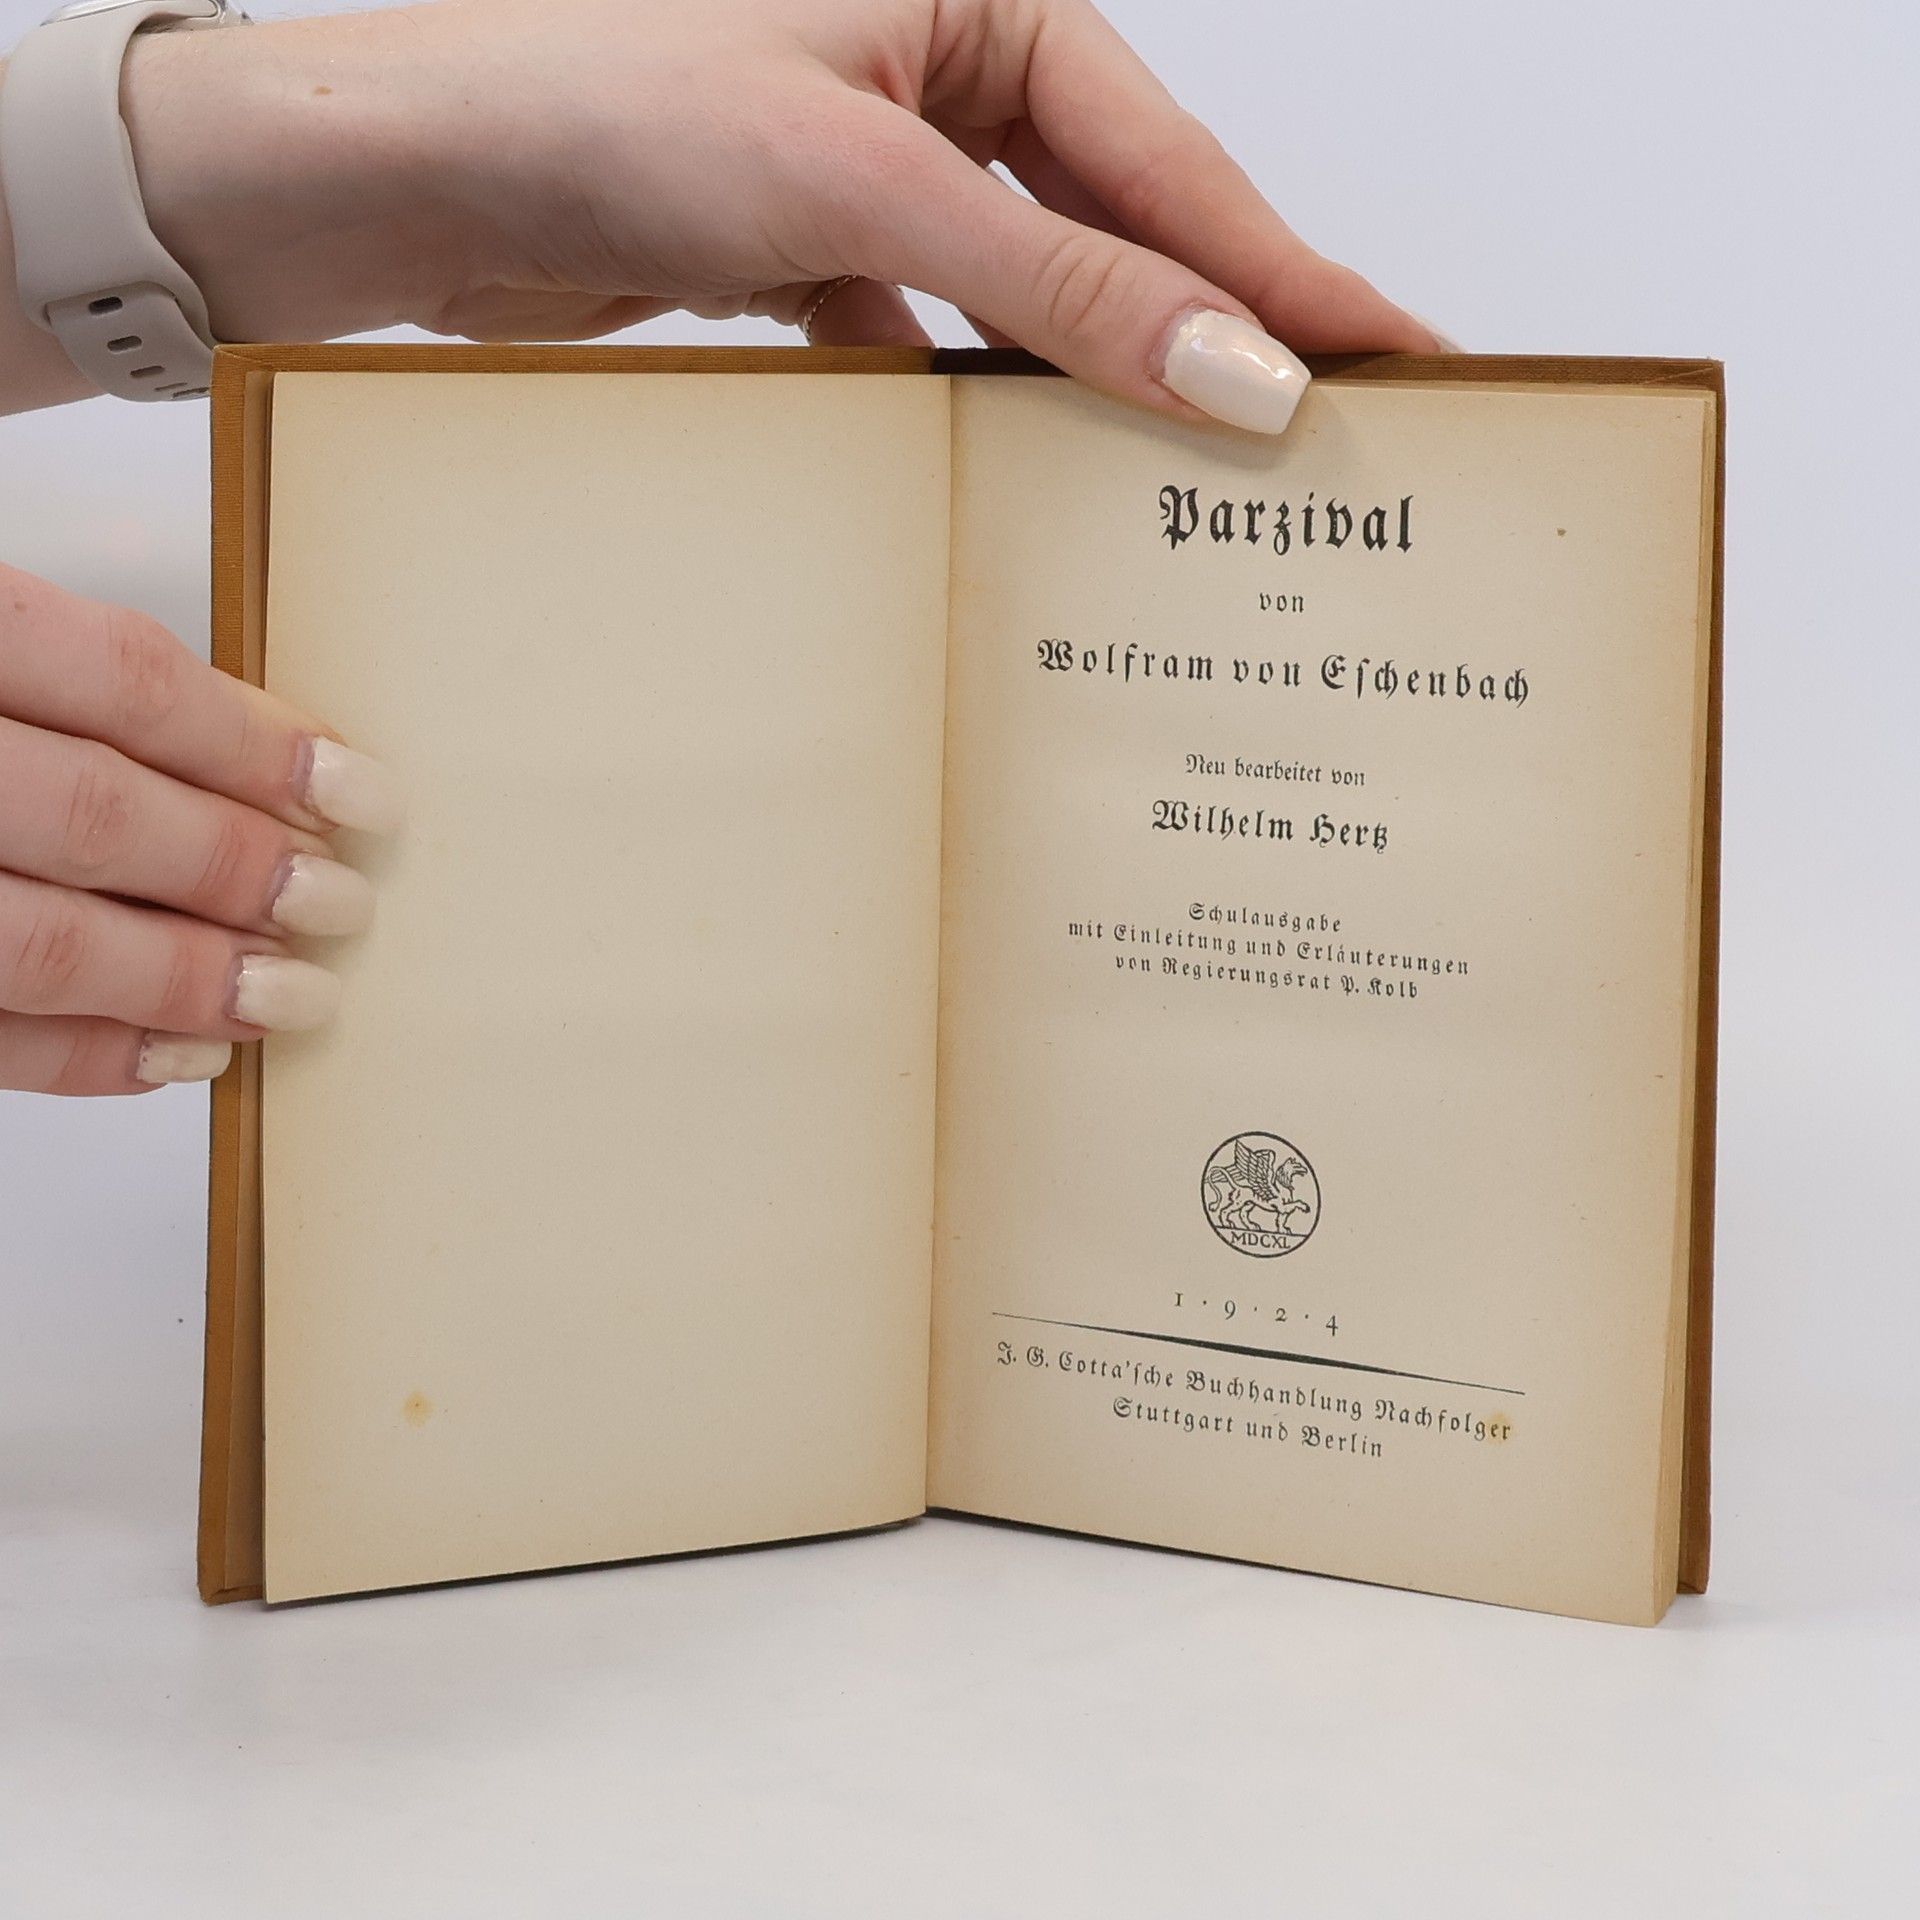 Parzival
von
Wolfram von Eſchenbach
Neu bearbeitet von
Wilhelm Hertz
Schulausgabe
mit Einleitung und Erläuterungen
von Regierungsrat P. Kolb
MDCXL
1 · 9 · 2 · 4
J. G. Cotta'ſche Buchhandlung Nachfolger
Stuttgart und Berlin